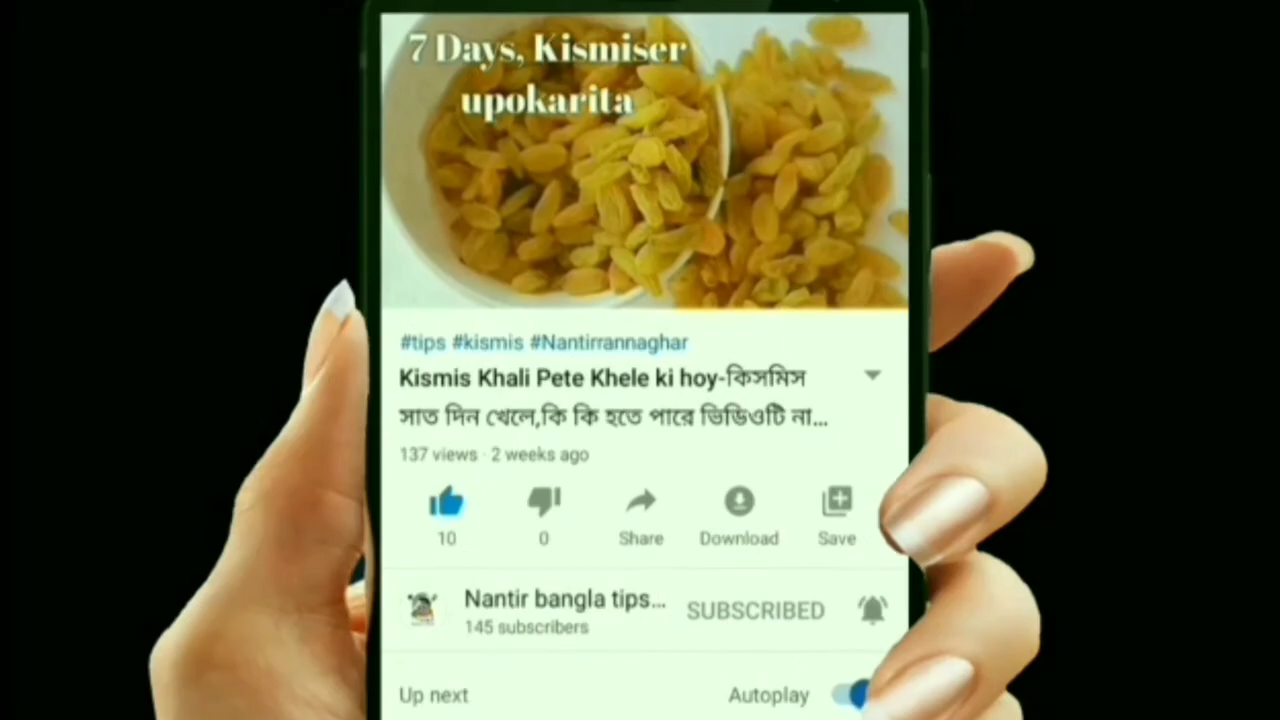 7 Days, Kismiser
upokarita
#tips #kismis #Nantirrannaghar
Kismis Khali Pete Khele ki hoy-কিসমিস
সাত দিন খেলে,কি কি হতে পারে ভিডিওটি না...
137 views · 2 weeks ago
10 0 Share Download Save
Nantir bangla tips... SUBSCRIBED
145 subscribers
Up next Autoplay